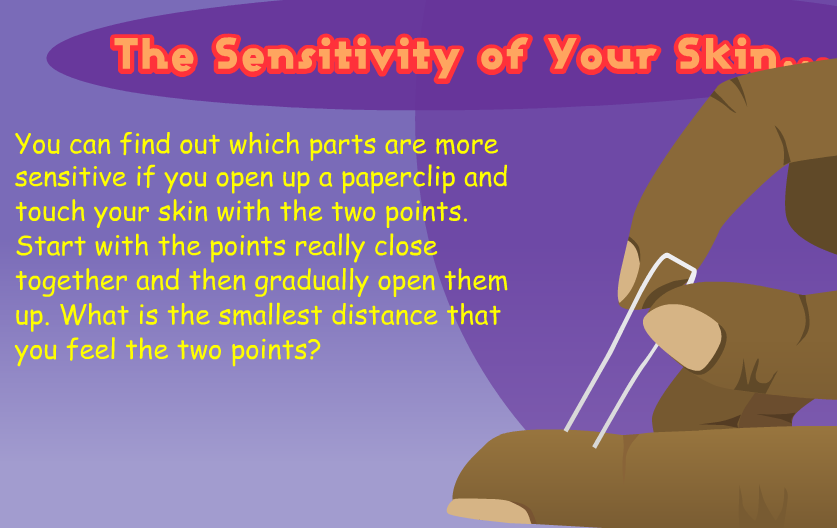 The Sensitivity of Your Skin...
You can find out which parts are more
sensitive if you open up a paperclip and
touch your skin with the two points.
Start with the points really close
together and then gradually open them
up. What is the smallest distance that
you feel the two points?